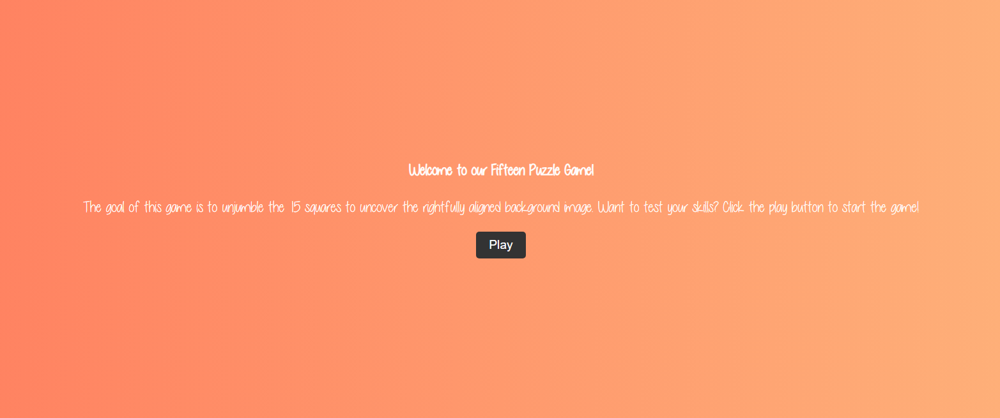 Welcome to our Fifteen Puzzle Game!
The goal of this game is to unjumble the 15 squares to uncover the rightfully aligned background image. Want to test your skills? Click the play button to start the game!
Play